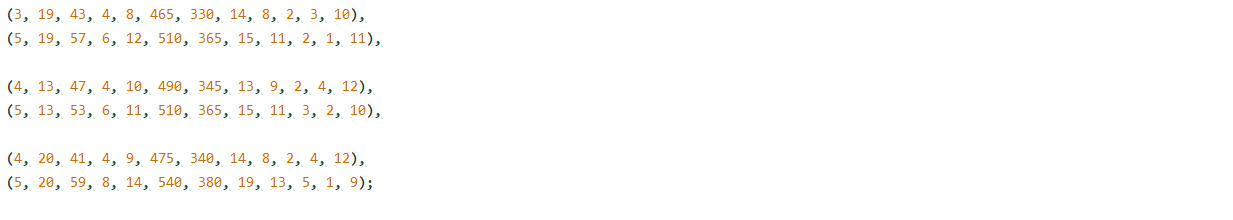 (3, 19, 43, 4, 8, 465, 330, 14, 8, 2, 3, 10),
(5, 19, 57, 6, 12, 510, 365, 15, 11, 2, 1, 11),
(4, 13, 47, 4, 10, 490, 345, 13, 9, 2, 4, 12),
(5, 13, 53, 6, 11, 510, 365, 15, 11, 3, 2, 10),
(4, 20, 41, 4, 9, 475, 340, 14, 8, 2, 4, 12),
(5, 20, 59, 8, 14, 540, 380, 19, 13, 5, 1, 9);